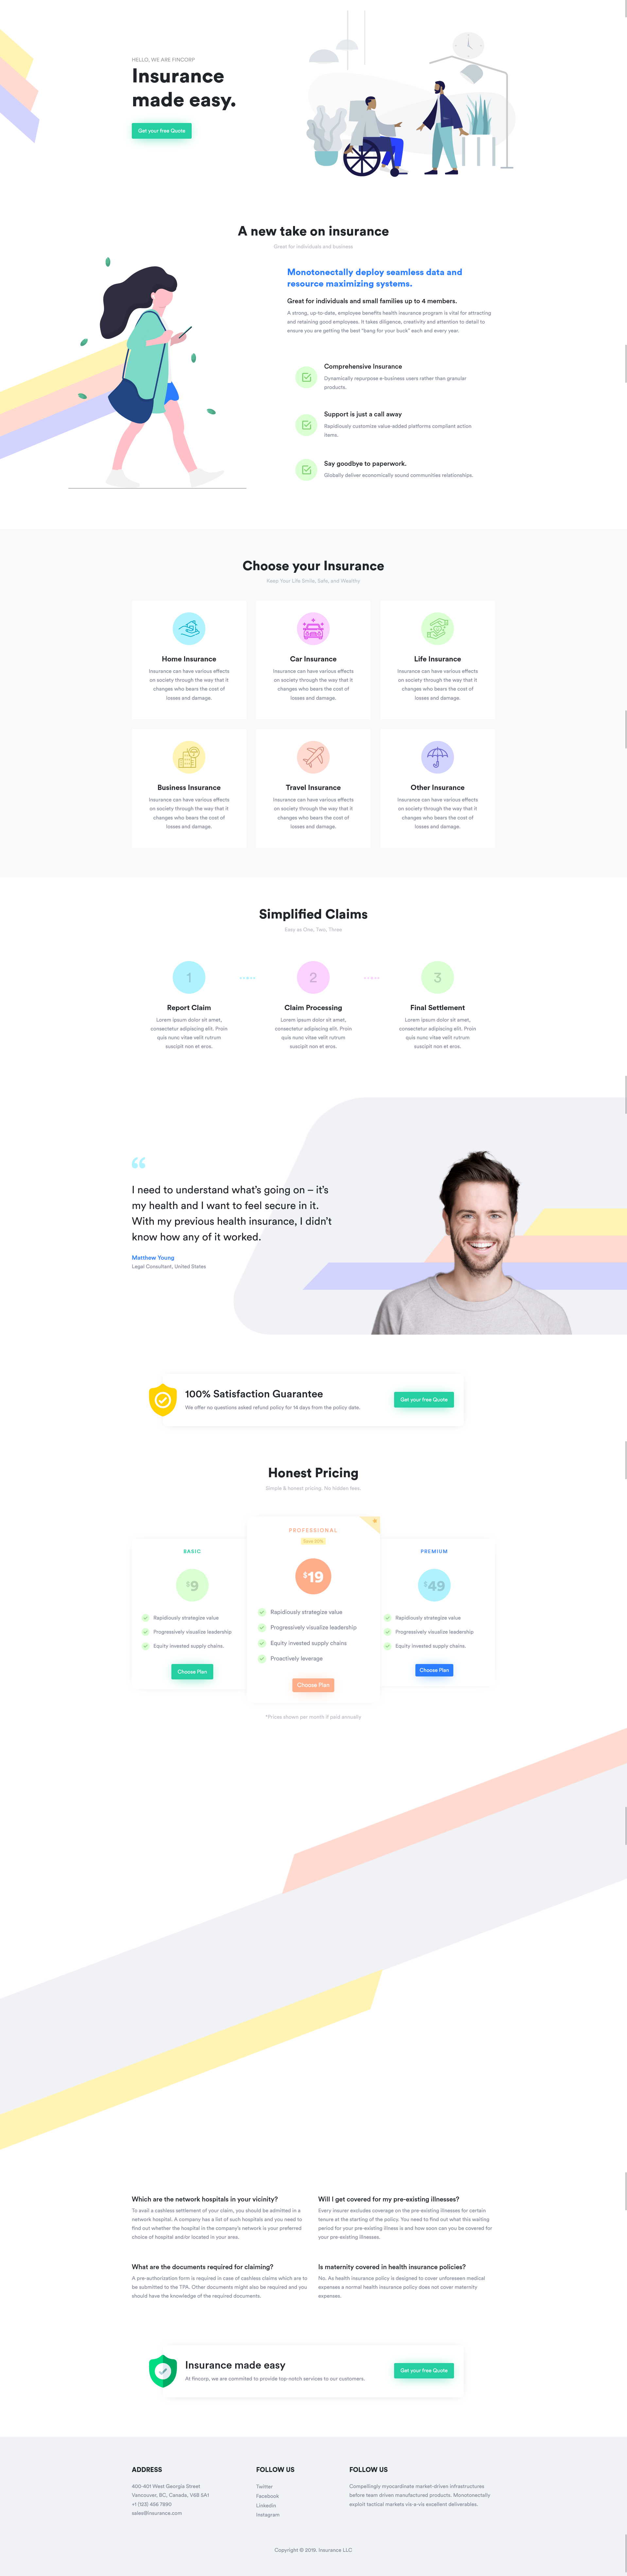 HELLO, WE ARE FINCORP
Insurance
made easy.
Get your free Quote
A new take on insurance
Great for individuals and business
Monotonectally deploy seamless data and
resource maximizing systems.
Great for individuals and small families up to 4 members.
A strong, up-to-date, employee benefits health insurance program is vital for attracting
and retaining good employees. It takes diligence, creativity and attention to detail to
ensure you are getting the best "bang for your buck" each and every year.
Comprehensive Insurance
Dynamically repurpose e-business users rather than granular
products.
Support is just a call away
Rapidiously customize value-added platforms compliant action
items.
Say goodbye to paperwork.
Globally deliver economically sound communities relationships.
Choose your Insurance
Keep Your Life Smile, Safe, and Wealthy
Home Insurance
Insurance can have various effects
on society through the way that it
changes who bears the cost of
losses and damage.
Car Insurance
Insurance can have various effects
on society through the way that it
changes who bears the cost of
losses and damage.
Life Insurance
Insurance can have various effects
on society through the way that it
changes who bears the cost of
losses and damage.
Business Insurance
Insurance can have various effects
on society through the way that it
changes who bears the cost of
losses and damage.
Travel Insurance
Insurance can have various effects
on society through the way that it
changes who bears the cost of
losses and damage.
Other Insurance
Insurance can have various effects
on society through the way that it
changes who bears the cost of
losses and damage.
Simplified Claims
Easy as One, Two, Three
1
Report Claim
Lorem ipsum dolor sit amet,
consectetur adipiscing elit. Proin
quis nunc vitae velit rutrum
suscipit non et eros.
2
Claim Processing
Lorem ipsum dolor sit amet,
consectetur adipiscing elit. Proin
quis nunc vitae velit rutrum
suscipit non et eros.
3
Final Settlement
Lorem ipsum dolor sit amet,
consectetur adipiscing elit. Proin
quis nunc vitae velit rutrum
suscipit non et eros.
“
I need to understand what's going on – it's
my health and I want to feel secure in it.
With my previous health insurance, I didn't
know how any of it worked.
Matthew Young
Legal Consultant, United States
100% Satisfaction Guarantee
We offer no questions asked refund policy for 14 days from the policy date.
Get your free Quote
Honest Pricing
Simple & honest pricing. No hidden fees.
BASIC
$9
Rapidiously strategize value
Progressively visualize leadership
Equity invested supply chains.
Choose Plan
PROFESSIONAL
Save 50%
$19
Rapidiously strategize value
Progressively visualize leadership
Equity invested supply chains
Proactively leverage
Choose Plan
PREMIUM
$49
Rapidiously strategize value
Progressively visualize leadership
Equity invested supply chains.
Choose Plan
*Prices shown per month if paid annually
Which are the network hospitals in your vicinity?
To avail a cashless settlement of your claim, you should be admitted in a
network hospital. A company has a list of such hospitals and you need to
find out whether the hospital in the company's network is your preferred
choice of hospital and/or located in your area.
Will I get covered for my pre-existing illnesses?
Every insurer excludes coverage on the pre existing illnesses for certain
tenure at the starting of the policy. You need to find out what this waiting
period for your pre-existing illness is and how soon can you be covered for
your pre-existing illnesses.
What are the documents required for claiming?
A pre-authorization form is required in case of cashless claims which are to
be submitted to the TPA. Other documents might also be required and you
should have the knowledge of the required documents.
Is maternity covered in health insurance policies?
No. As health insurance policy is designed to cover unforeseen medical
expenses a normal health insurance policy does not cover maternity
expenses.
Insurance made easy
At fincorp, we are commited to provide top-notch services to our customers.
Get your free Quote
ADDRESS
400-401 West Georgia Street
Vancouver, BC, Canada, V6B 5A1
+1 (123) 456 7890
sales@insurance.com
FOLLOW US
Twitter
Facebook
Linkedin
Instagram
FOLLOW US
Compellingly myocardinate market-driven infrastructures
before team driven manufactured products. Monotonectally
exploit tactical markets vis-a-vis excellent deliverables.
Copyright © 2019. Insurance LLC